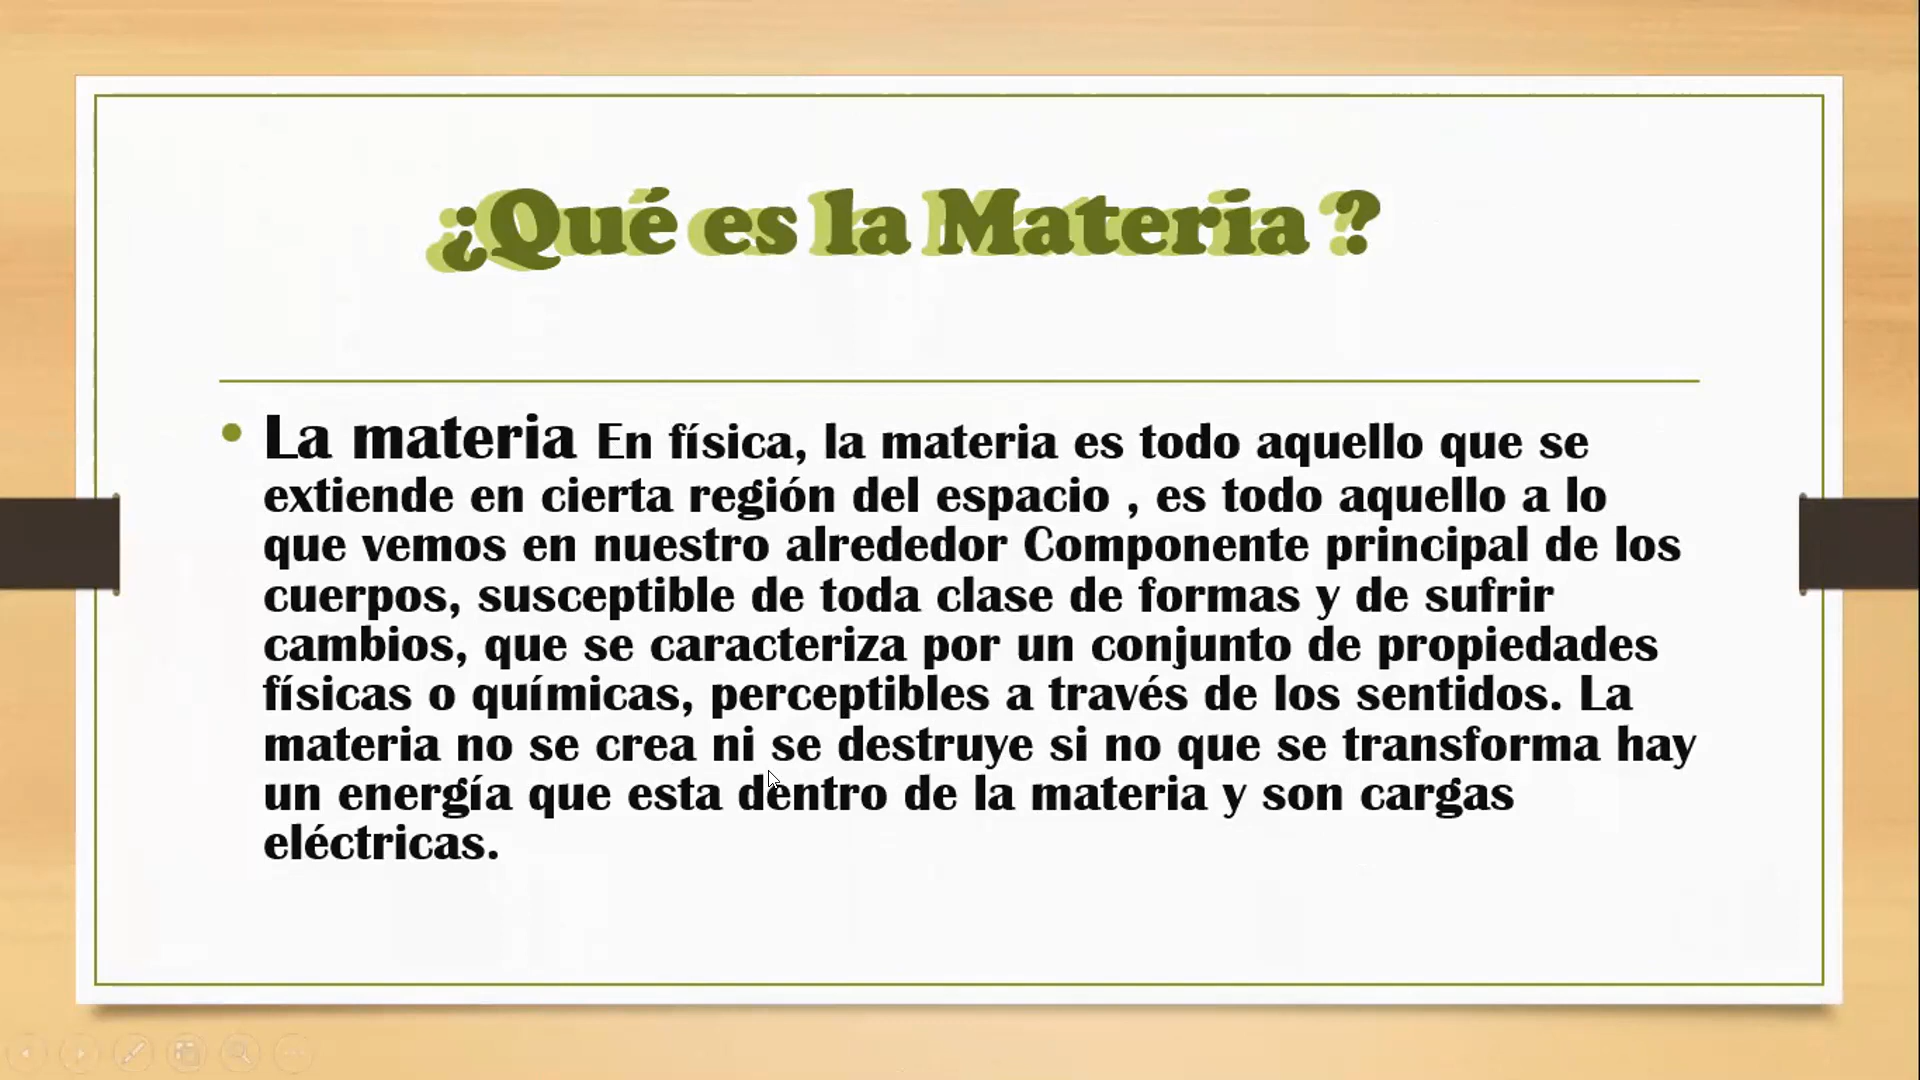 ¿Qué es la Materia ?
• La materia En física, la materia es todo aquello que se
extiende en cierta región del espacio , es todo aquello a lo
que vemos en nuestro alrededor Componente principal de los
cuerpos, susceptible de toda clase de formas y de sufrir
cambios, que se caracteriza por un conjunto de propiedades
físicas o químicas, perceptibles a través de los sentidos. La
materia no se crea ni se destruye si no que se transforma hay
un energía que esta dentro de la materia y son cargas
eléctricas.